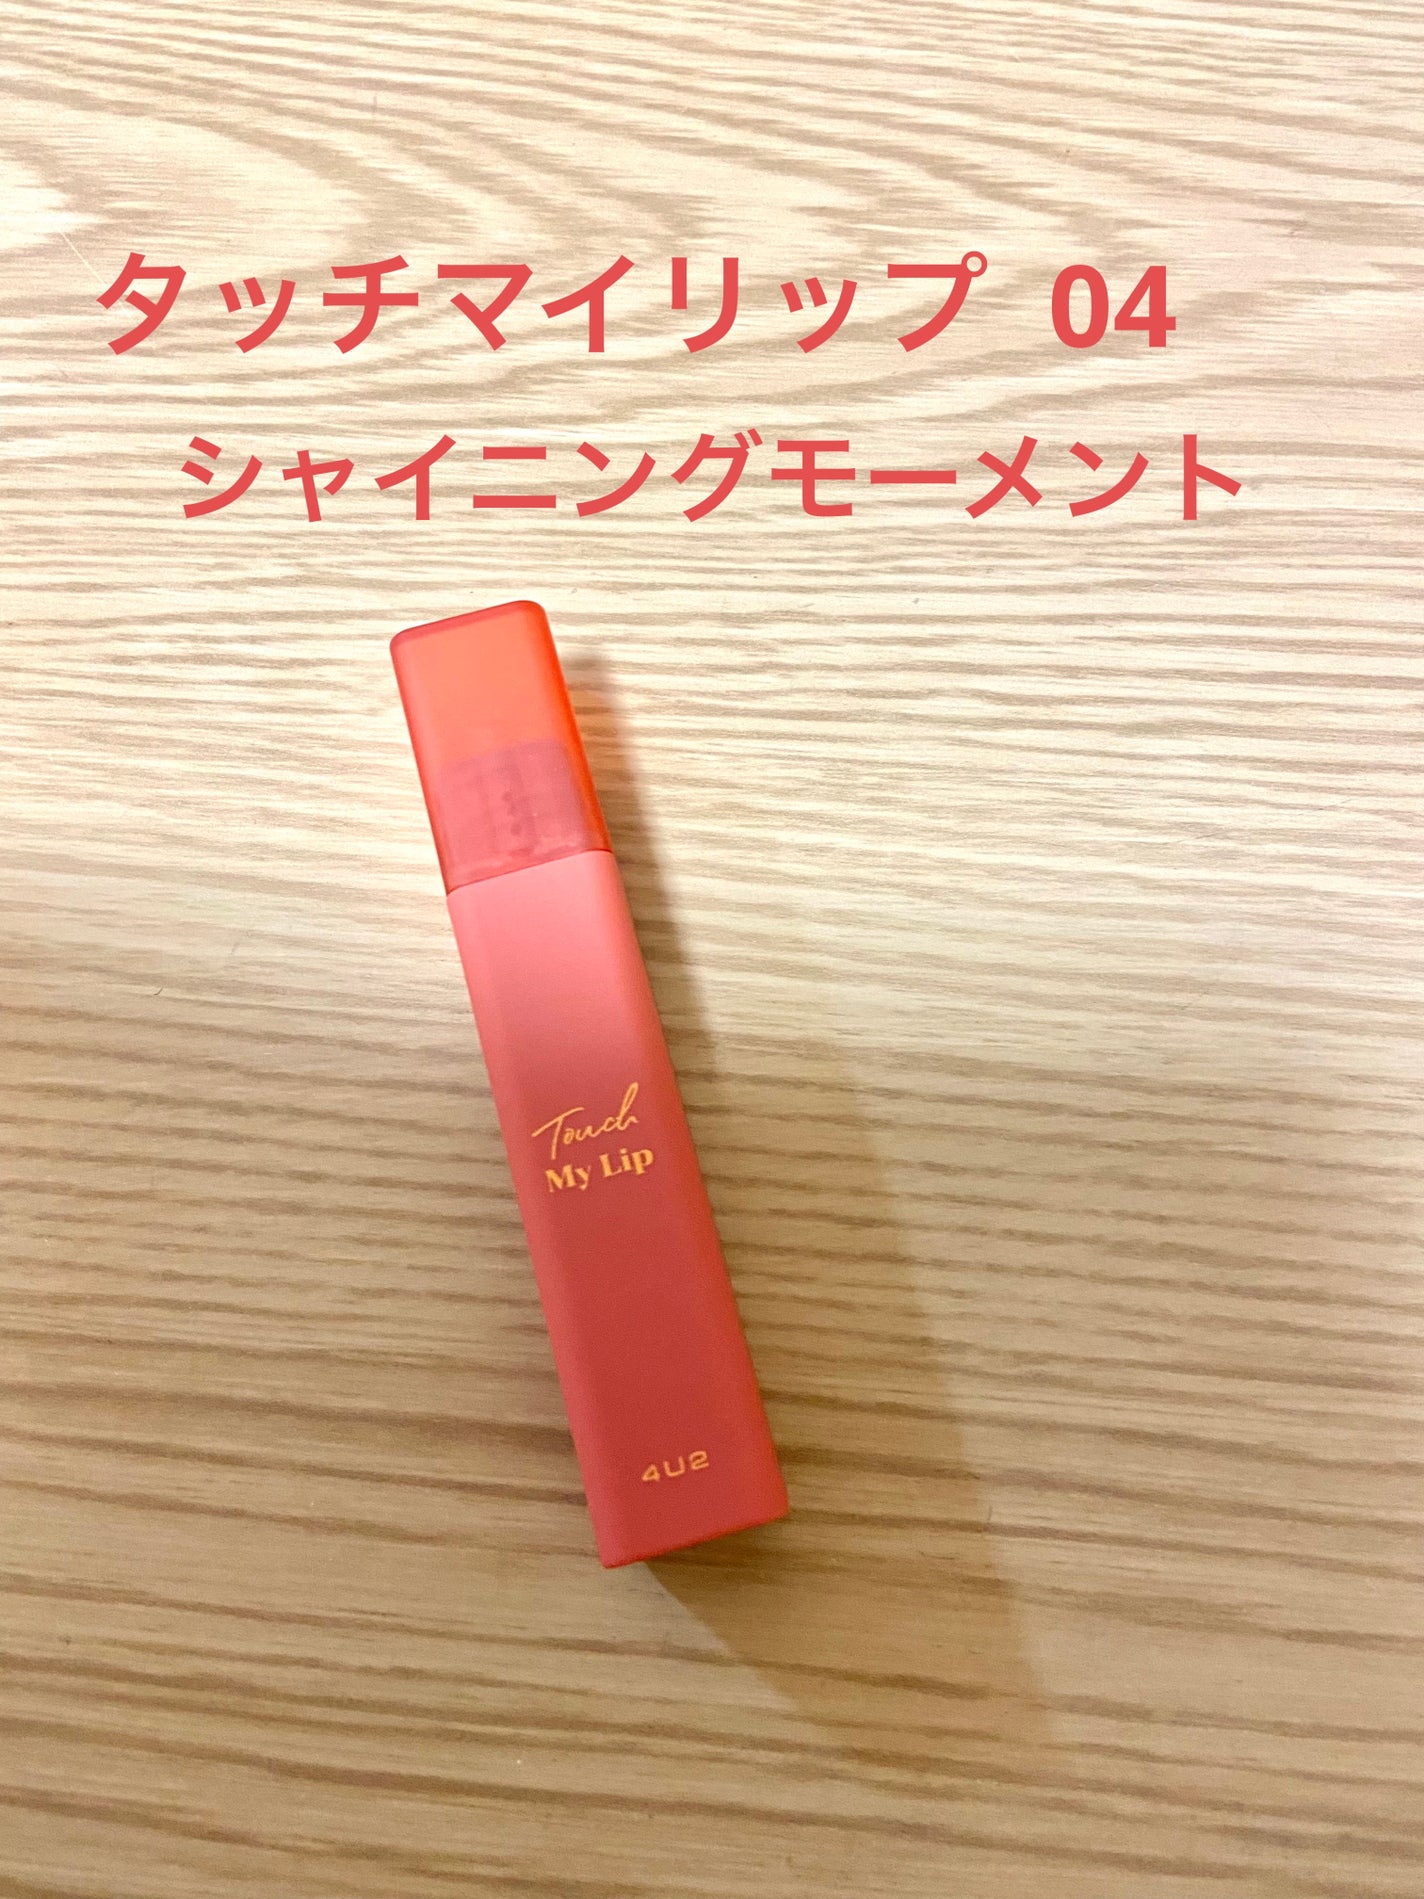 タッチマイリップ 04
シャイニングモーメント
Touch
My Lip
4U2